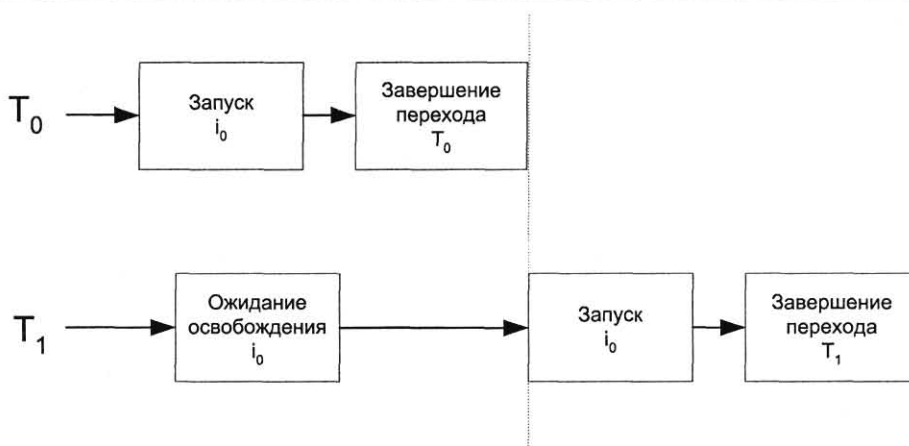 T₀
Запуск
i₀
Завершение
перехода
T₀
T₁
Ожидание
освобождения
i₀
Запуск
i₀
Завершение
перехода
T₁